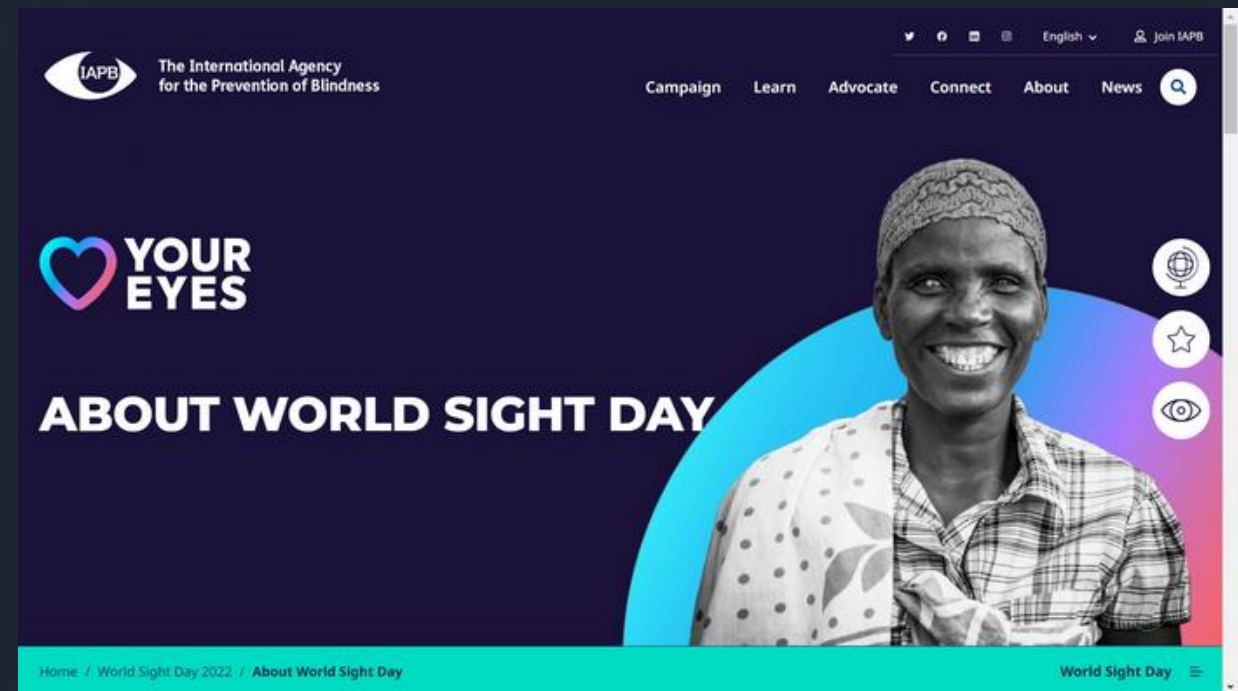 English
Join IAPB
IAPB
The International Agency
for the Prevention of Blindness
Campaign Learn Advocate Connect About News
YOUR
EYES
ABOUT WORLD SIGHT DAY
Home / World Sight Day 2022 / About World Sight Day
World Sight Day